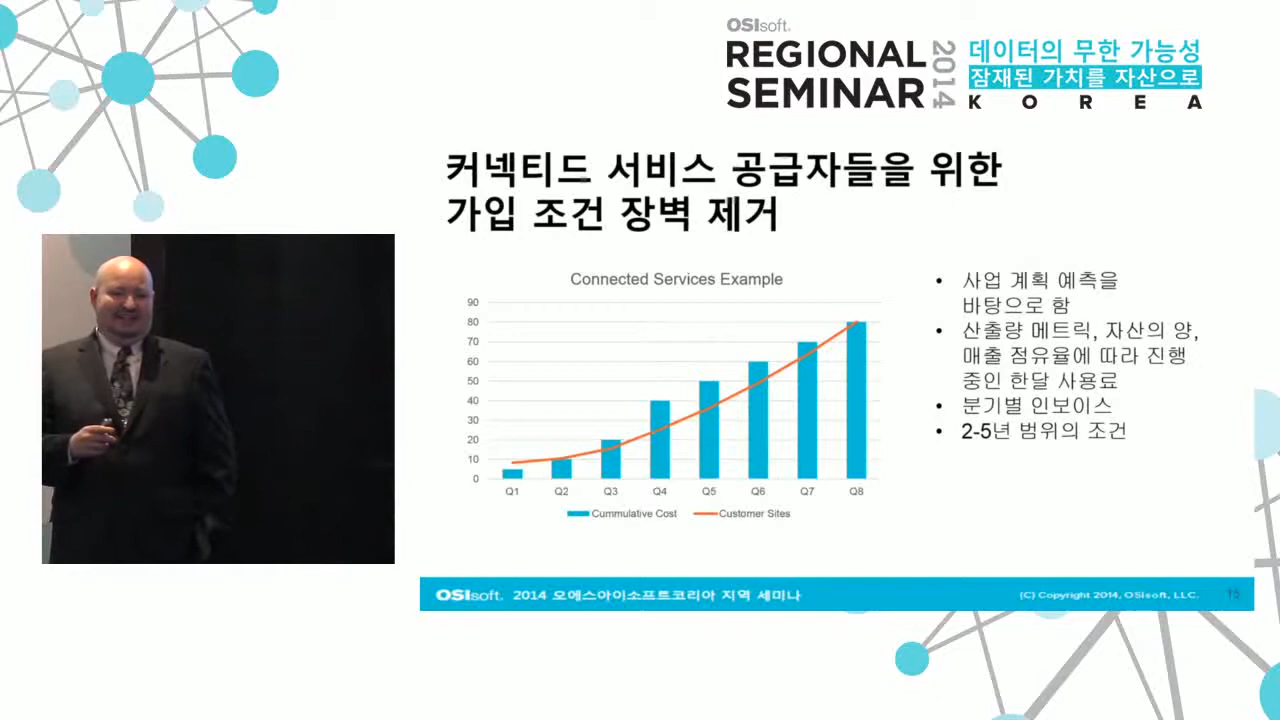 OSIsoft.
REGIONAL
SEMINAR
2014
데이터의 무한 가능성
잠재된 가치를 자산으로
KOREA
커넥티드 서비스 공급자들을 위한
가입 조건 장벽 제거
Connected Services Example
90
80
70
60
50
40
30
20
10
0
Q1 Q2 Q3 Q4 Q5 Q6 Q7 Q8
Cummulative Cost Customer Sites
• 사업 계획 예측을
바탕으로 함
• 산출량 메트릭, 자산의 양,
매출 점유율에 따라 진행
중인 한달 사용료
• 분기별 인보이스
• 2-5년 범위의 조건
OSIsoft. 2014 오에스아이소프트코리아 지역 세미나
(C) Copyright 2014, OSIsoft, LLC. 15